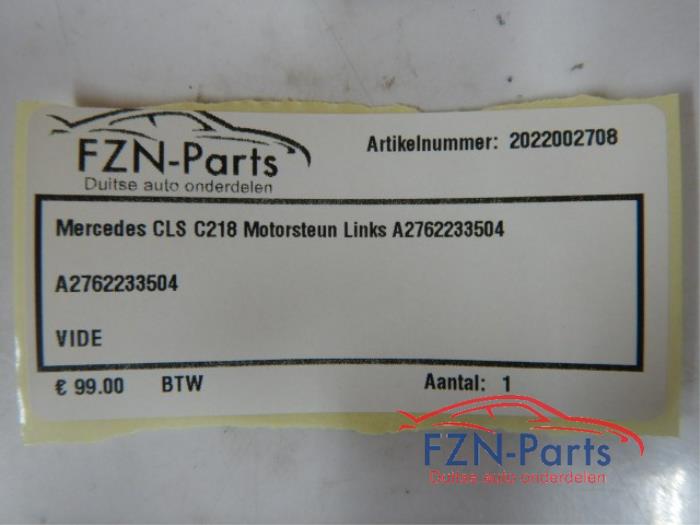 FZN-Parts
Duitse auto onderdelen
Artikelnummer: 2022002708
Mercedes CLS C218 Motorsteun Links A2762233504
A2762233504
VIDE
€ 99.00 BTW Aantal: 1
FZN-Parts
Duitse auto onderdelen